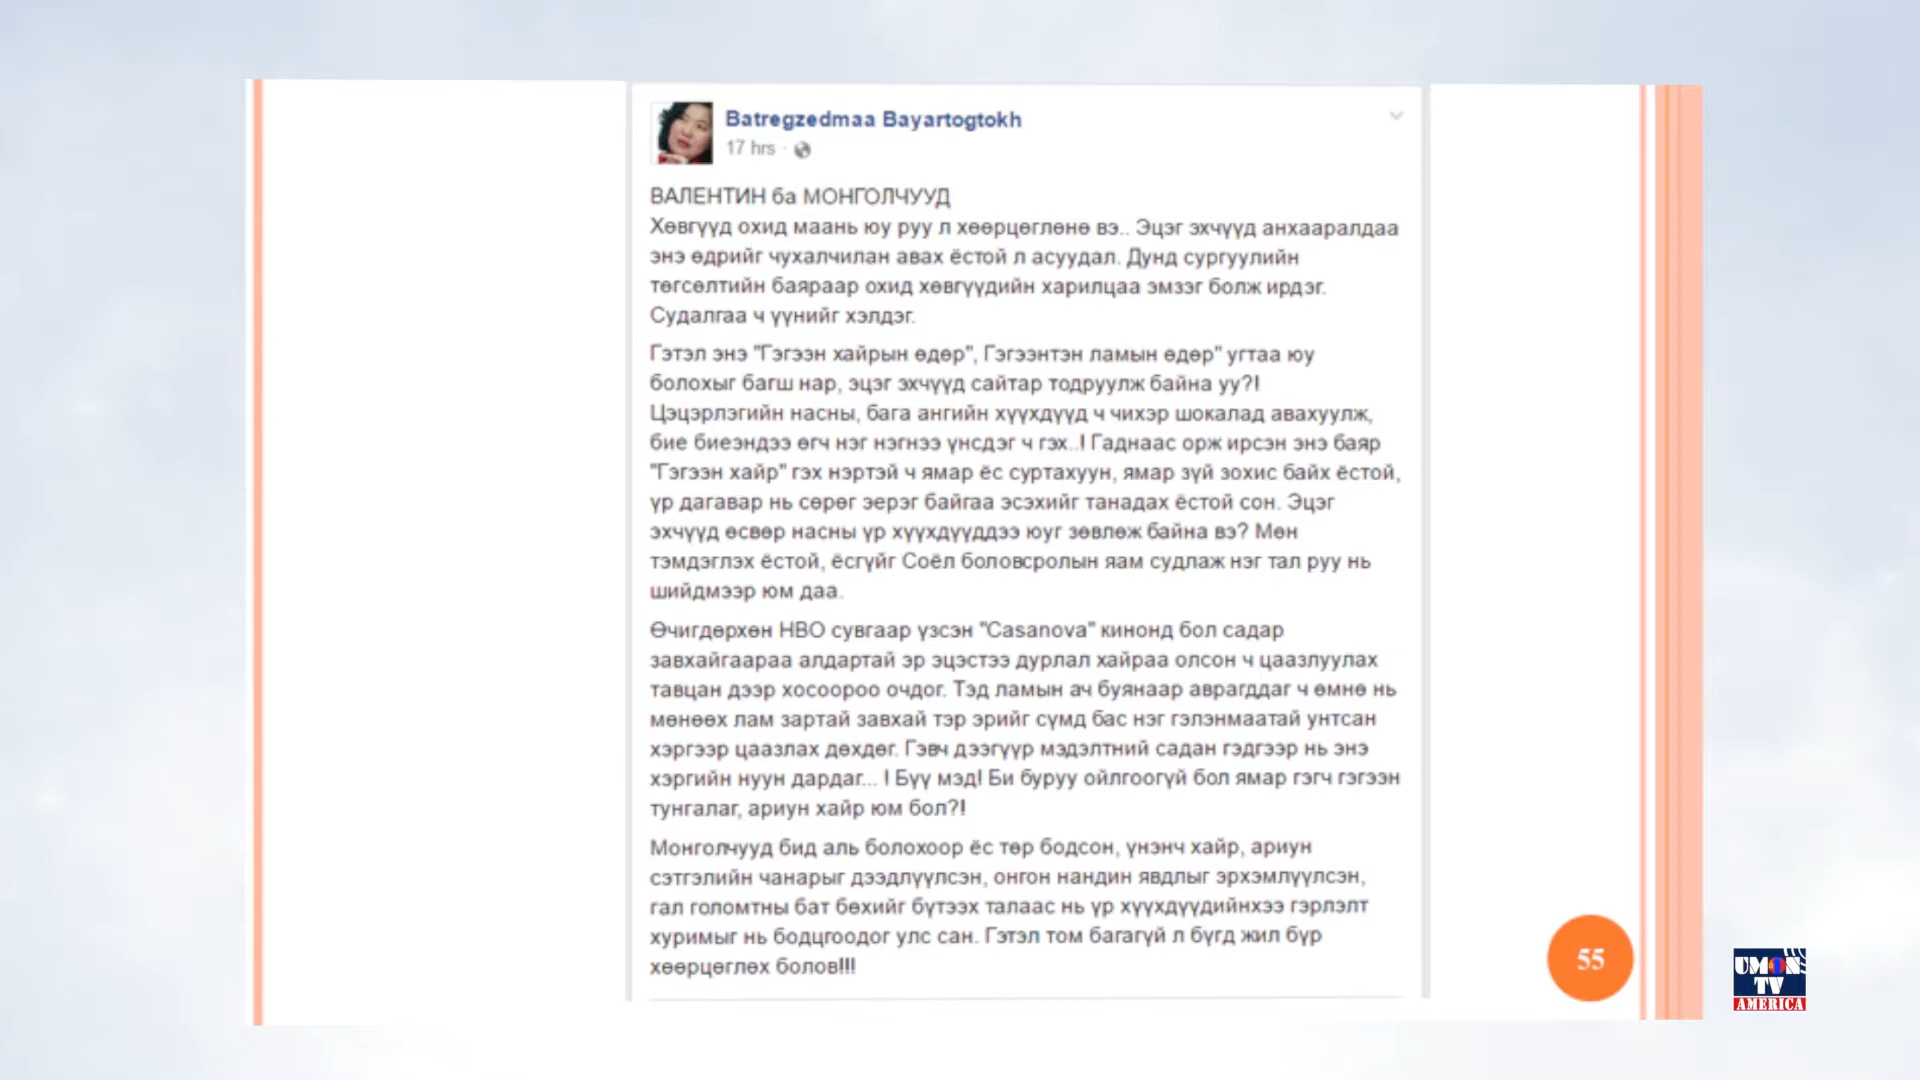 Batregzedmaa Bayartogtokh
17 hrs ·
ВАЛЕНТИН ба МОНГОЛЧУУД
Хөвгүүд охид маань юу руу л хөөрцөглөнө вэ.. Эцэг эхчүүд анхааралдаа
энэ өдрийг чухалчилан авах ёстой л асуудал. Дунд сургуулийн
төгсөлтийн баяраар охид хөвгүүдийн харилцаа эмзэг болж ирдэг.
Судалгаа ч үүнийг хэлдэг.
Гэтэл энэ "Гэгээн хайрын өдөр", Гэгээнтэн ламын өдөр" угтаа юу
болохыг багш нар, эцэг эхчүүд сайтар тодруулж байна уу?!
Цэцэрлэгийн насны, бага ангийн хүүхдүүд ч чихэр шокалад авахуулж,
бие биеэндээ өгч нэг нэгнээ үнсдэг ч гэх..! Гаднаас орж ирсэн энэ баяр
"Гэгээн хайр" гэх нэртэй ч ямар ёс суртахуун, ямар зүй зохис байх ёстой,
үр дагавар нь сөрөг эерэг байгаа эсэхийг танадах ёстой сон. Эцэг
эхчүүд өсвөр насны үр хүүхдүүддээ юуг зөвлөж байна вэ? Мөн
тэмдэглэх ёстой, ёсгүйг Соёл боловсролын яам судлаж нэг тал руу нь
шийдмээр юм даа.
Өчигдөрхөн HBO сувгаар үзсэн "Casanova" кинонд бол садар
завхайгаараа алдартай эр эцэстээ дурлал хайраа олсон ч цаазлуулах
тавцан дээр хосоороо очдог. Тэд ламын ач буянаар аврагддаг ч өмнө нь
мөнөөх лам зартай завхай тэр эрийг сүмд бас нэг гэлэнмаатай унтсан
хэргээр цаазлах дөхдөг. Гэвч дээгүүр мэдэлтний садан гэдгээр нь энэ
хэргийн нуун дардаг... ! Бүү мэд! Би буруу ойлгоогүй бол ямар гэгч гэгээн
тунгалаг, ариун хайр юм бол?!
Монголчууд бид аль болохоор ёс төр бодсон, үнэнч хайр, ариун
сэтгэлийн чанарыг дээдлүүлсэн, онгон нандин явдлыг эрхэмлүүлсэн,
гал голомтны бат бөхийг бүтээх талаас нь үр хүүхдүүдийнхээ гэрлэлт
хуримыг нь бодцгоодог улс сан. Гэтэл том багагүй л бүгд жил бүр
хөөрцөглөх болов!!!
55
UMON
TV
AMERICA